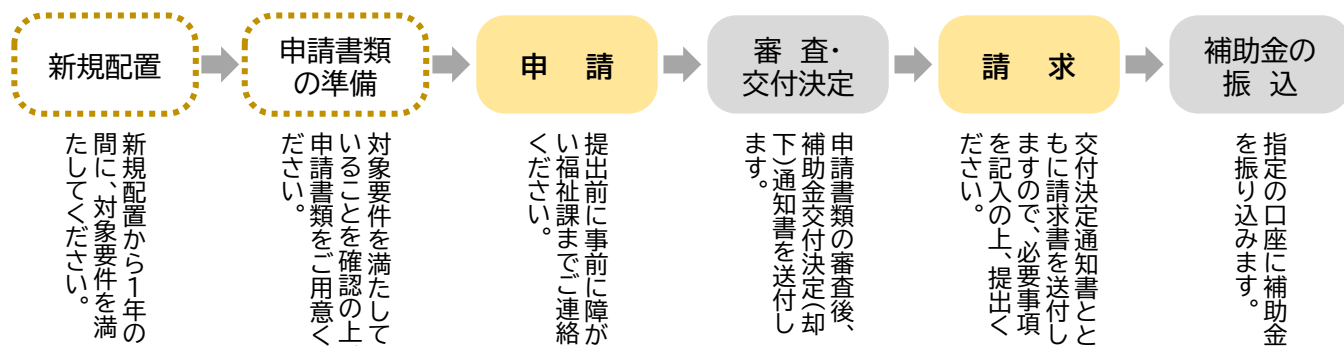 新規配置
申請書類
の準備
申 請
審 査・
交付決定
請 求
補助金の
振 込
新規配置から1年の
間に、対象要件を満
たしてください。
対象要件を満たして
いることを確認の上
申請書類をご用意く
ださい。
提出前に事前に障が
い福祉課までご連絡
ください。
申請書類の審査後、
補助金交付決定(却
下)通知書を送付し
ます。
交付決定通知書とと
もに請求書を送付し
ますので、必要事項
を記入の上、提出く
ださい。
指定の口座に補助金
を振り込みます。